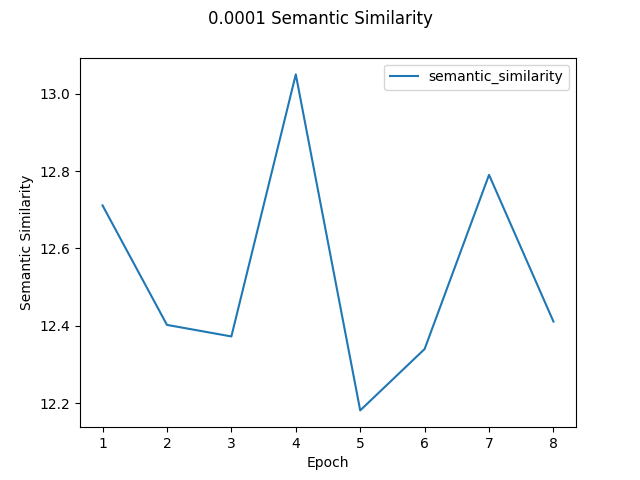 0.0001 Semantic Similarity
semantic_similarity
13.0
12.8
12.6
12.4
12.2
Semantic Similarity
1 2 3 4 5 6 7 8
Epoch